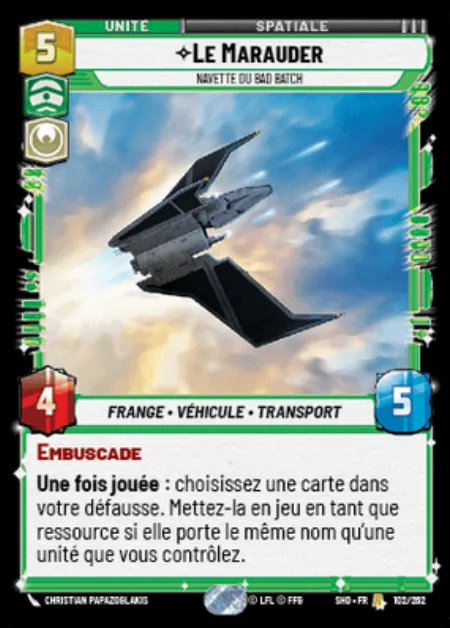 UNITÉ
SPATIALE
5
LE MARAUDER
NAVETTE DU BAD BATCH
4
FRANGE • VÉHICULE • TRANSPORT
5
EMBUSCADE
Une fois jouée : choisissez une carte dans
votre défausse. Mettez-la en jeu en tant que
ressource si elle porte le même nom qu'une
unité que vous contrôlez.
CHRISTIAN PAPAZOGLAKIS
© LFL © FFG
SHD • FR
102/262